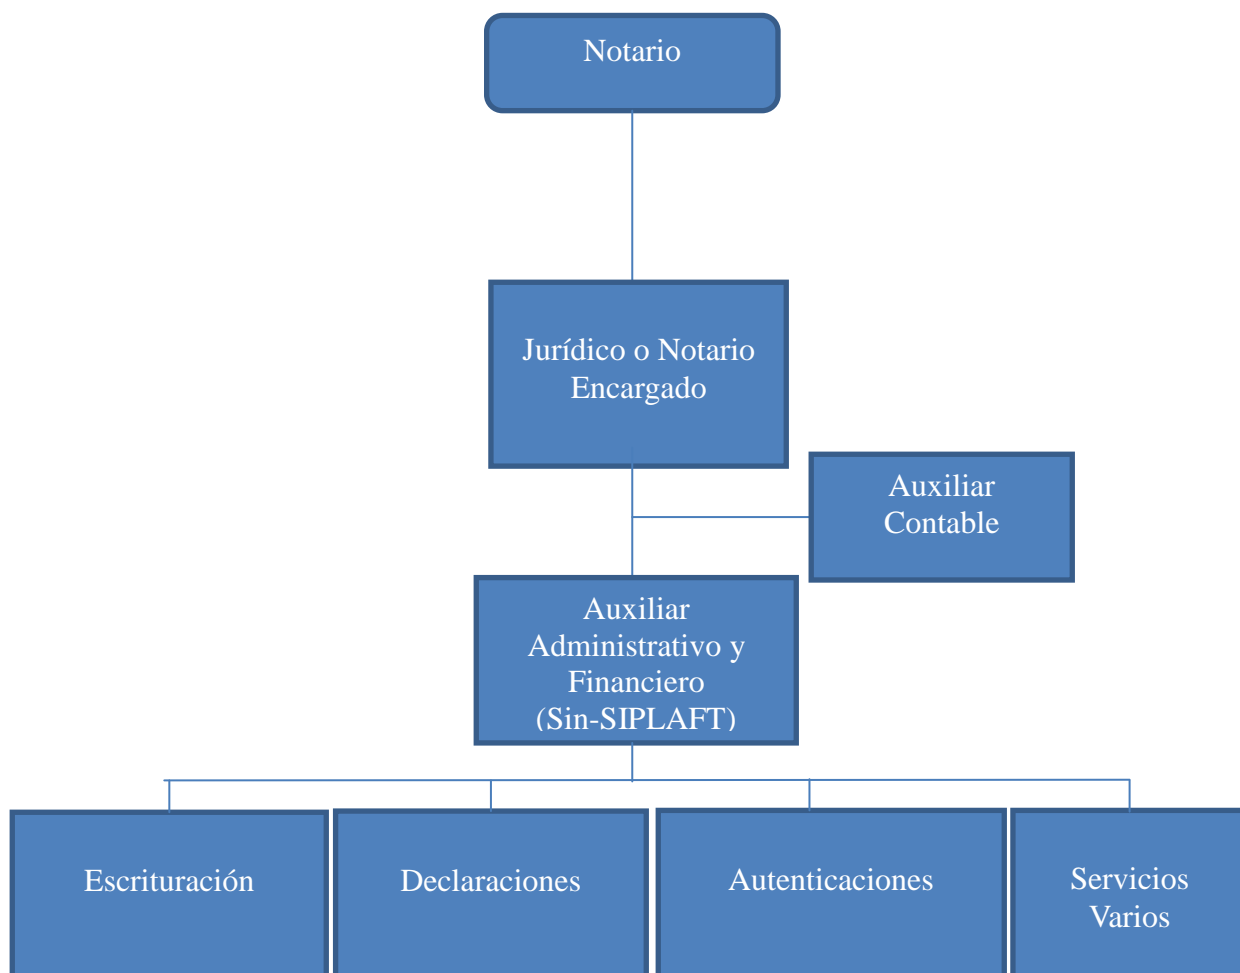 Notario
Jurídico o Notario
Encargado
Auxiliar
Contable
Auxiliar
Administrativo y
Financiero
(Sin-SIPLAFT)
Escrituración
Declaraciones
Autenticaciones
Servicios
Varios